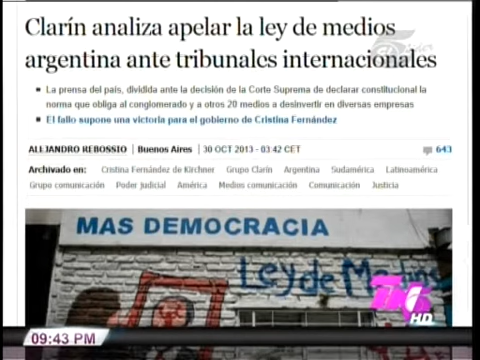 Clarín analiza apelar la ley de medios
argentina ante tribunales internacionales
La prensa del país, dividida ante la decisión de la Corte Suprema de declarar constitucional la
norma que obliga al conglomerado y a otros 20 medios a desinvertir en diversas empresas
El fallo supone una victoria para el gobierno de Cristina Fernández
ALEJANDRO REBOSSIO | Buenos Aires | 30 OCT 2013 - 03:42 CET 643
Archivado en: Cristina Fernández de Kirchner Grupo Clarín Argentina Sudamérica Latinoamérica
Grupo comunicación Poder judicial América Medios comunicación Comunicación Justicia
MAS DEMOCRACIA
Ley de
HD
09:43 PM